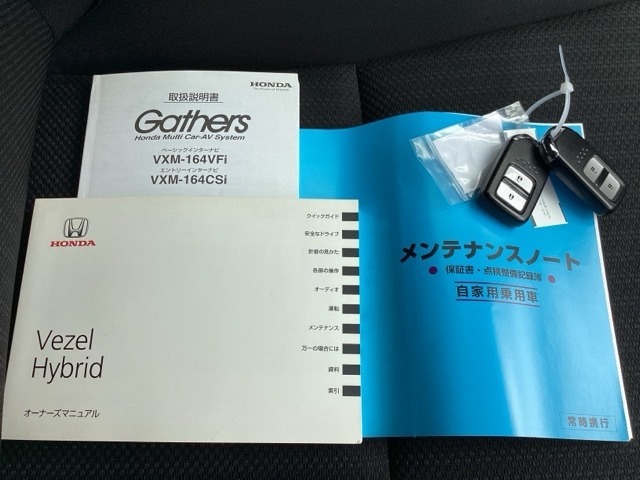 取扱説明書
HONDA
The Power of Dreams
Gathers
Honda Multi Car-AV System
ベーシックインターナビ
VXM-164VFi
エントリーインターナビ
VXM-164CSi
HONDA
Vezel
Hybrid
オーナーズマニュアル
クイックガイド
安全なドライブ
計器の見かた
各部の操作
オーディオ
運転
メンテナンス
万一の場合には
資料
索引
メンテナンスノート
保証書・点検整備記録簿
自家用乗用車
常時携行